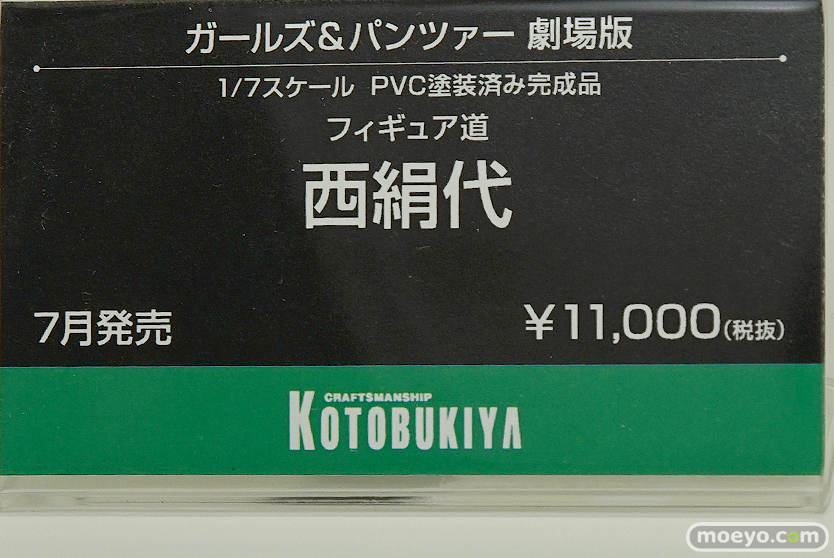 ガールズ&パンツァー 劇場版
1/7スケール PVC塗装済み完成品
フィギュア道
西絹代
7月発売
¥11,000(税抜)
CRAFTSMANSHIP
KOTOBUKIYA
moeyo.com